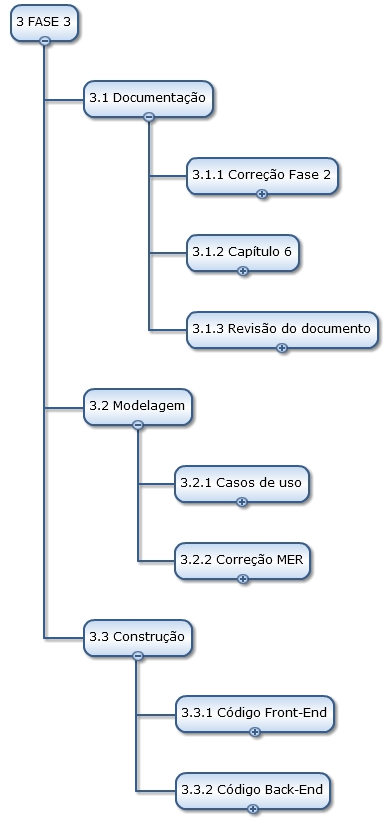 3 FASE 3
3.1 Documentação
3.1.1 Correção Fase 2
3.1.2 Capítulo 6
3.1.3 Revisão do documento
3.2 Modelagem
3.2.1 Casos de uso
3.2.2 Correção MER
3.3 Construção
3.3.1 Código Front-End
3.3.2 Código Back-End